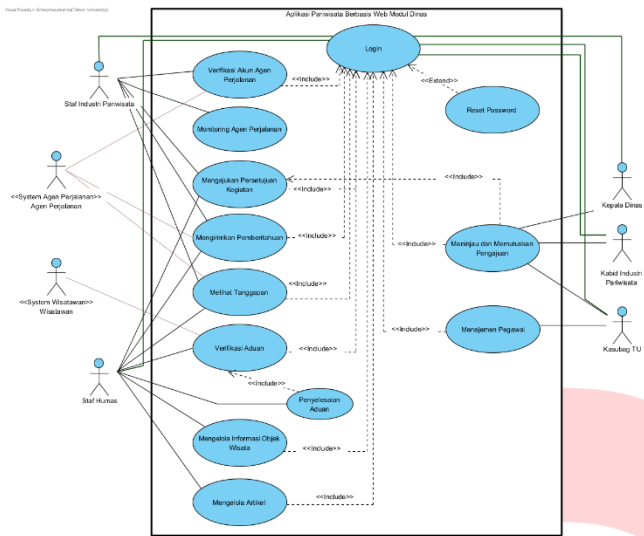 Aplikasi Pariwisata Berbasis Web Modul Dinas
Login
Verifikasi Akun Agen
Perjalanan
<<Include>>
<<Extend>>
Staf Industri Pariwisata
Reset Password
Monitoring Agen Perjalanan
Mengajukan Persetujuan
Kegiatan
<<Include>>
<<Include>>
<<System Agen Perjalanan>>
Agen Perjalanan
Kepala Dinas
Mengirimkan Pemberitahuan
<<Include>>
<<Include>>
Meninjau dan Memutuskan
Pengajuan
Kabid Industri
Pariwisata
Melihat Tanggapan
<<Include>>
<<System Wisatawan>>
Wisatawan
<<Include>>
Manajemen Pegawai
Kasubag TU
Verifikasi Aduan
<<Include>>
<<Include>>
Penyelesaian
Aduan
Staf Humas
Mengelola Informasi Objek
Wisata
<<Include>>
Mengelola Artikel
<<Include>>